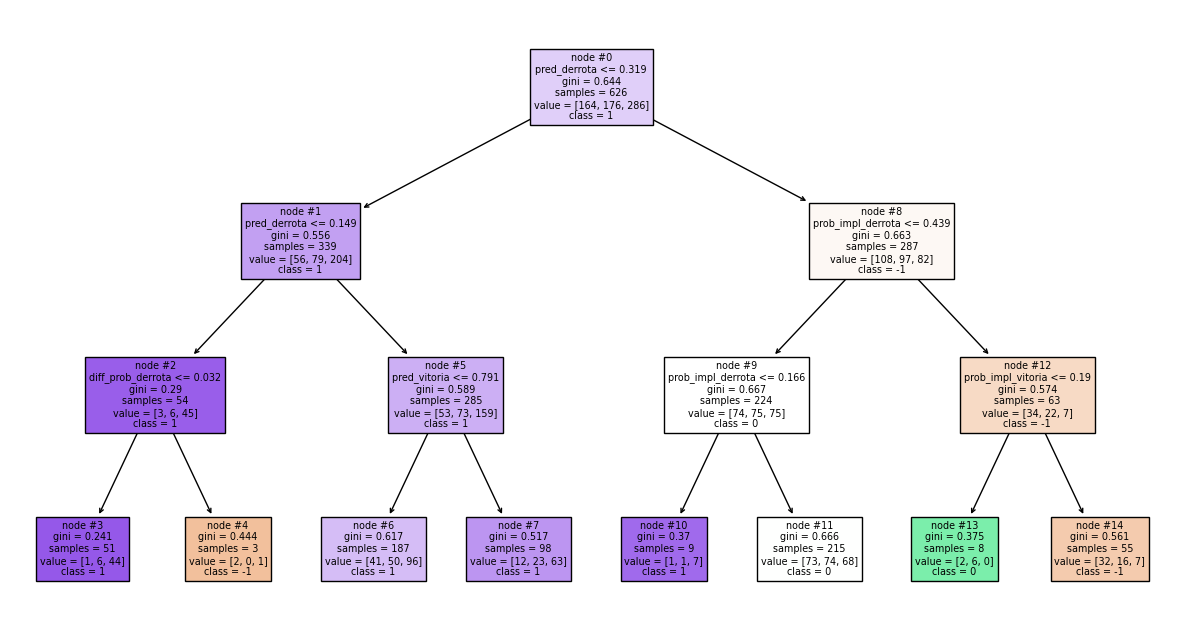 node #0
pred_derrota <= 0.319
gini = 0.644
samples = 626
value = [164, 176, 286]
class = 1
node #1
pred_derrota <= 0.149
gini = 0.556
samples = 339
value = [56, 79, 204]
class = 1
node #8
prob_impl_derrota <= 0.439
gini = 0.663
samples = 287
value = [108, 97, 82]
class = -1
node #2
diff_prob_derrota <= 0.032
gini = 0.29
samples = 54
value = [3, 6, 45]
class = 1
node #5
pred_vitoria <= 0.791
gini = 0.589
samples = 285
value = [53, 73, 159]
class = 1
node #9
prob_impl_derrota <= 0.166
gini = 0.667
samples = 224
value = [74, 75, 75]
class = 0
node #12
prob_impl_vitoria <= 0.19
gini = 0.574
samples = 63
value = [34, 22, 7]
class = -1
node #3
gini = 0.241
samples = 51
value = [1, 6, 44]
class = 1
node #4
gini = 0.444
samples = 3
value = [2, 0, 1]
class = -1
node #6
gini = 0.617
samples = 187
value = [41, 50, 96]
class = 1
node #7
gini = 0.517
samples = 98
value = [12, 23, 63]
class = 1
node #10
gini = 0.37
samples = 9
value = [1, 1, 7]
class = 1
node #11
gini = 0.666
samples = 215
value = [73, 74, 68]
class = 0
node #13
gini = 0.375
samples = 8
value = [2, 6, 0]
class = 0
node #14
gini = 0.561
samples = 55
value = [32, 16, 7]
class = -1